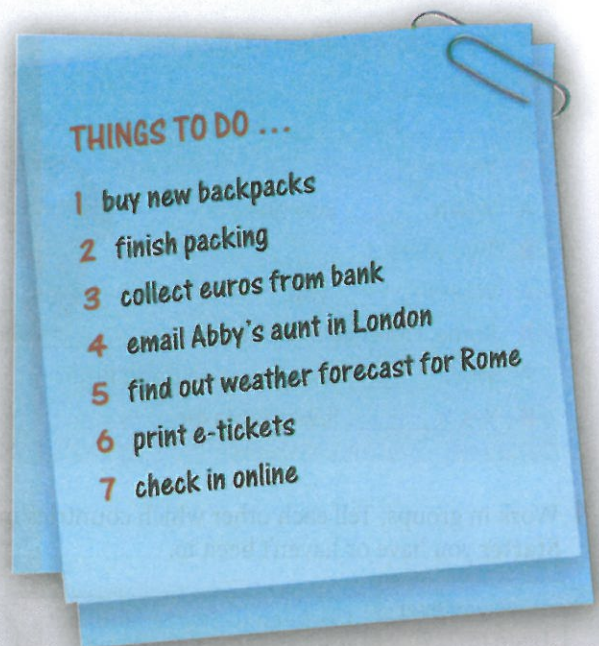 THINGS TO DO ...
1 buy new backpacks
2 finish packing
3 collect euros from bank
4 email Abby's aunt in London
5 find out weather forecast for Rome
6 print e-tickets
7 check in online